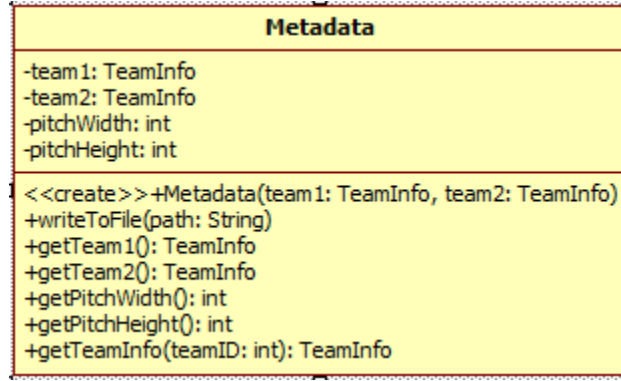 Metadata
-team1: TeamInfo
-team2: TeamInfo
-pitchWidth: int
-pitchHeight: int
<<create>>+Metadata(team1: TeamInfo, team2: TeamInfo)
+writeToFile(path: String)
+getTeam1(): TeamInfo
+getTeam2(): TeamInfo
+getPitchWidth(): int
+getPitchHeight(): int
+getTeamInfo(teamID: int): TeamInfo